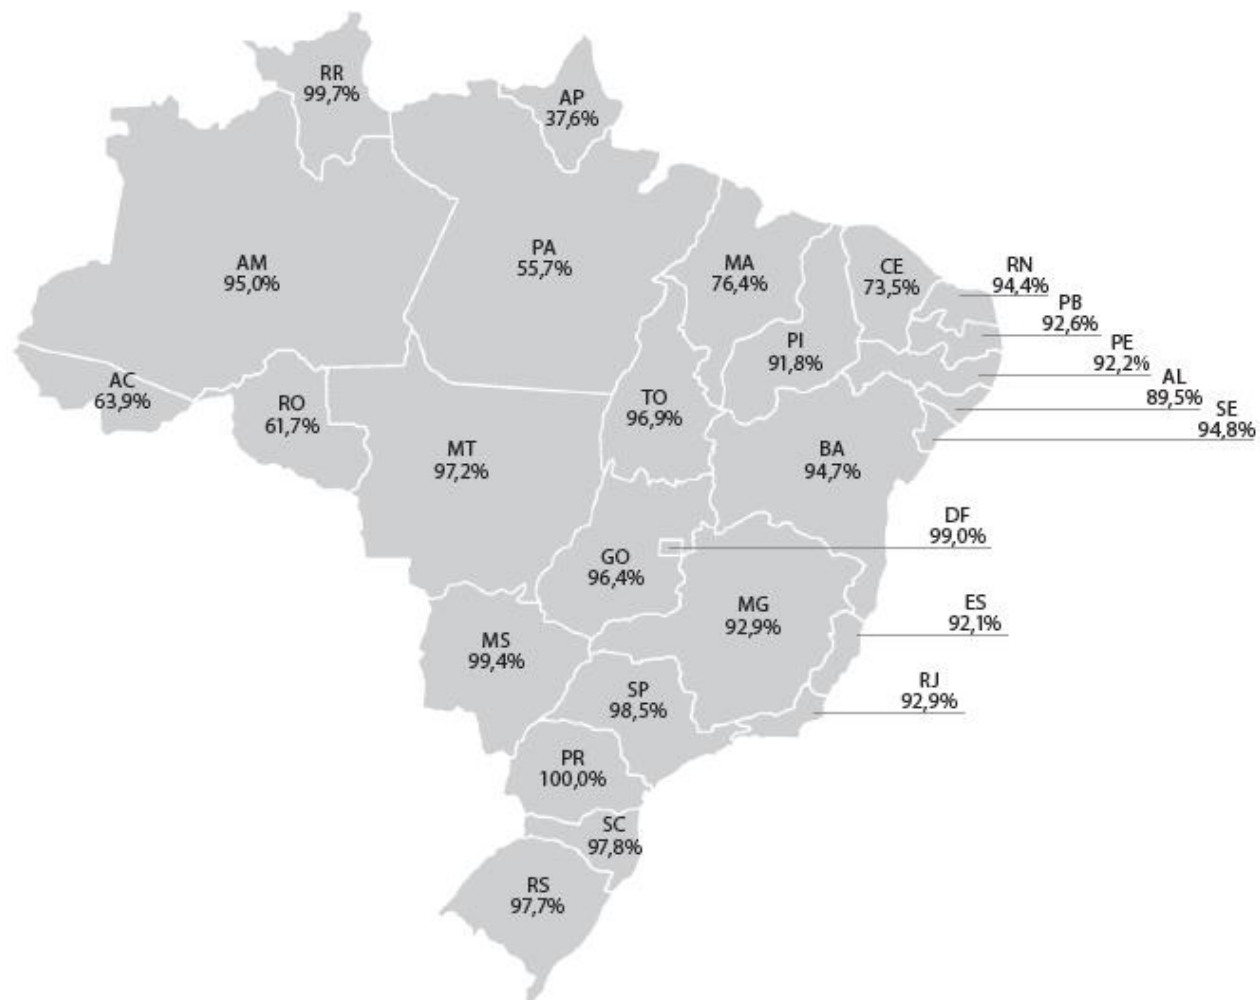 RR
99,7%
AP
37,6%
AM
95,0%
PA
55,7%
MA
76,4%
CE
73,5%
RN
94,4%
PB
92,6%
PI
91,8%
PE
92,2%
AC
63,9%
RO
61,7%
TO
96,9%
AL
89,5%
SE
94,8%
MT
97,2%
BA
94,7%
DF
99,0%
GO
96,4%
MG
92,9%
ES
92,1%
MS
99,4%
SP
98,5%
RJ
92,9%
PR
100,0%
SC
97,8%
RS
97,7%